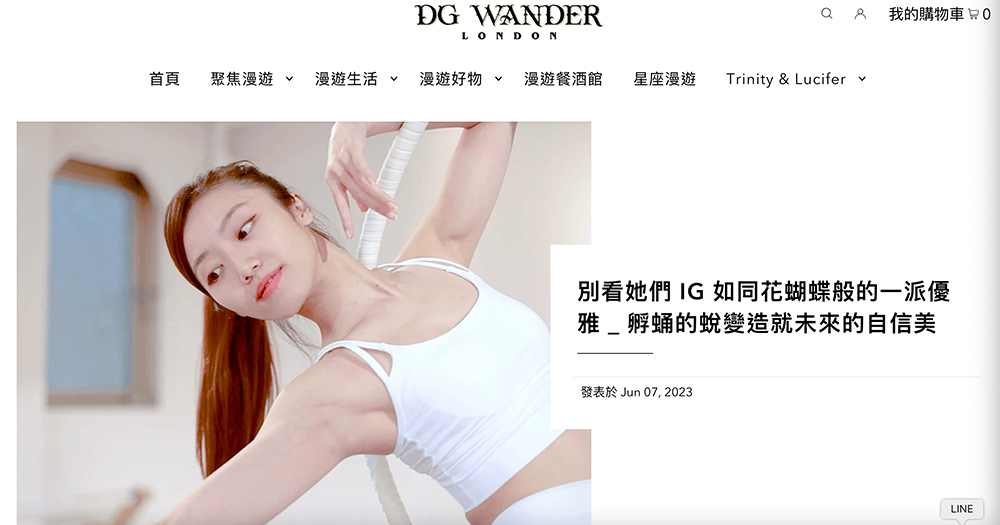 DG WANDER
LONDON
我的購物車 0
首頁 聚焦漫遊 漫遊生活 漫遊好物 漫遊餐酒館 星座漫遊 Trinity & Lucifer
別看她們 IG 如同花蝴蝶般的一派優
雅 _ 孵蛹的蛻變造就未來的自信美
發表於 Jun 07, 2023
LINE